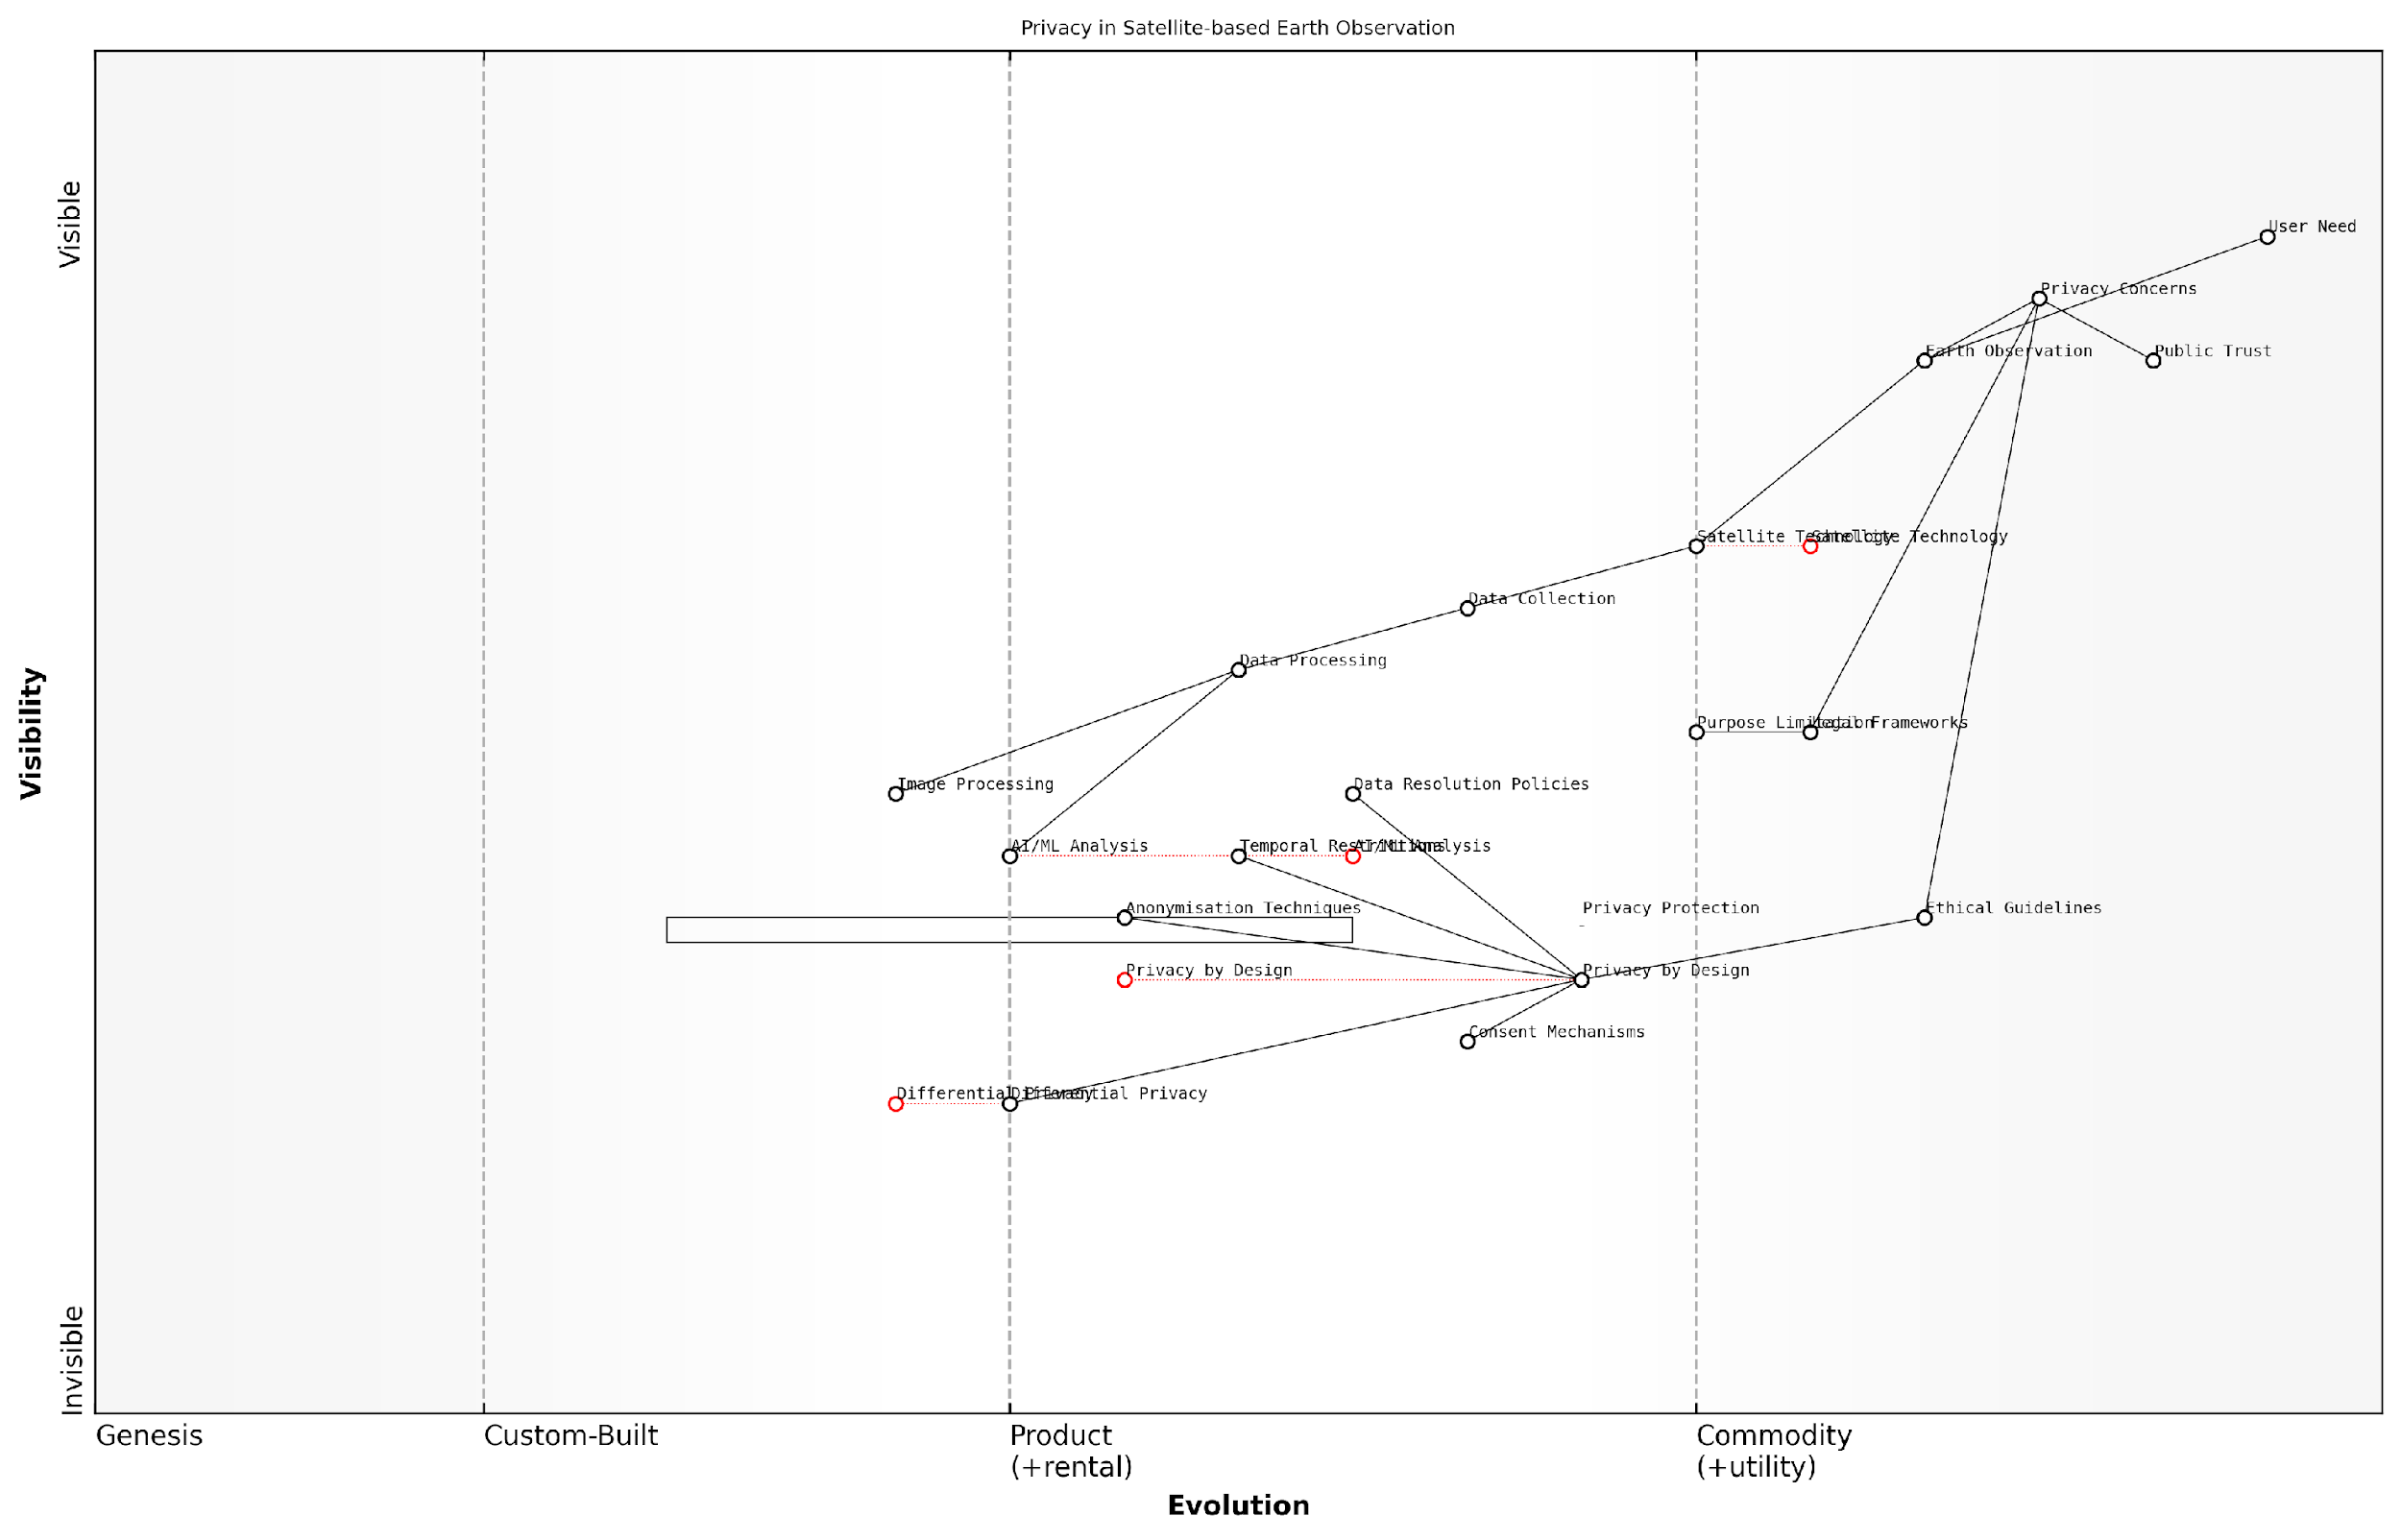 Privacy in Satellite-based Earth Observation
Visible
User Need
Privacy Concerns
Earth Observation
Public Trust
Satellite Technology
Satellite Technology
Data Collection
Data Processing
Purpose Limitation
Legal Frameworks
Image Processing
Data Resolution Policies
AI/ML Analysis
Temporal Restrictions
AI/ML Analysis
Anonymisation Techniques
Privacy Protection
Ethical Guidelines
Privacy by Design
Privacy by Design
Consent Mechanisms
Differential Privacy
Differential Privacy
Visibility
Invisible
Genesis
Custom-Built
Product
(+rental)
Commodity
(+utility)
Evolution